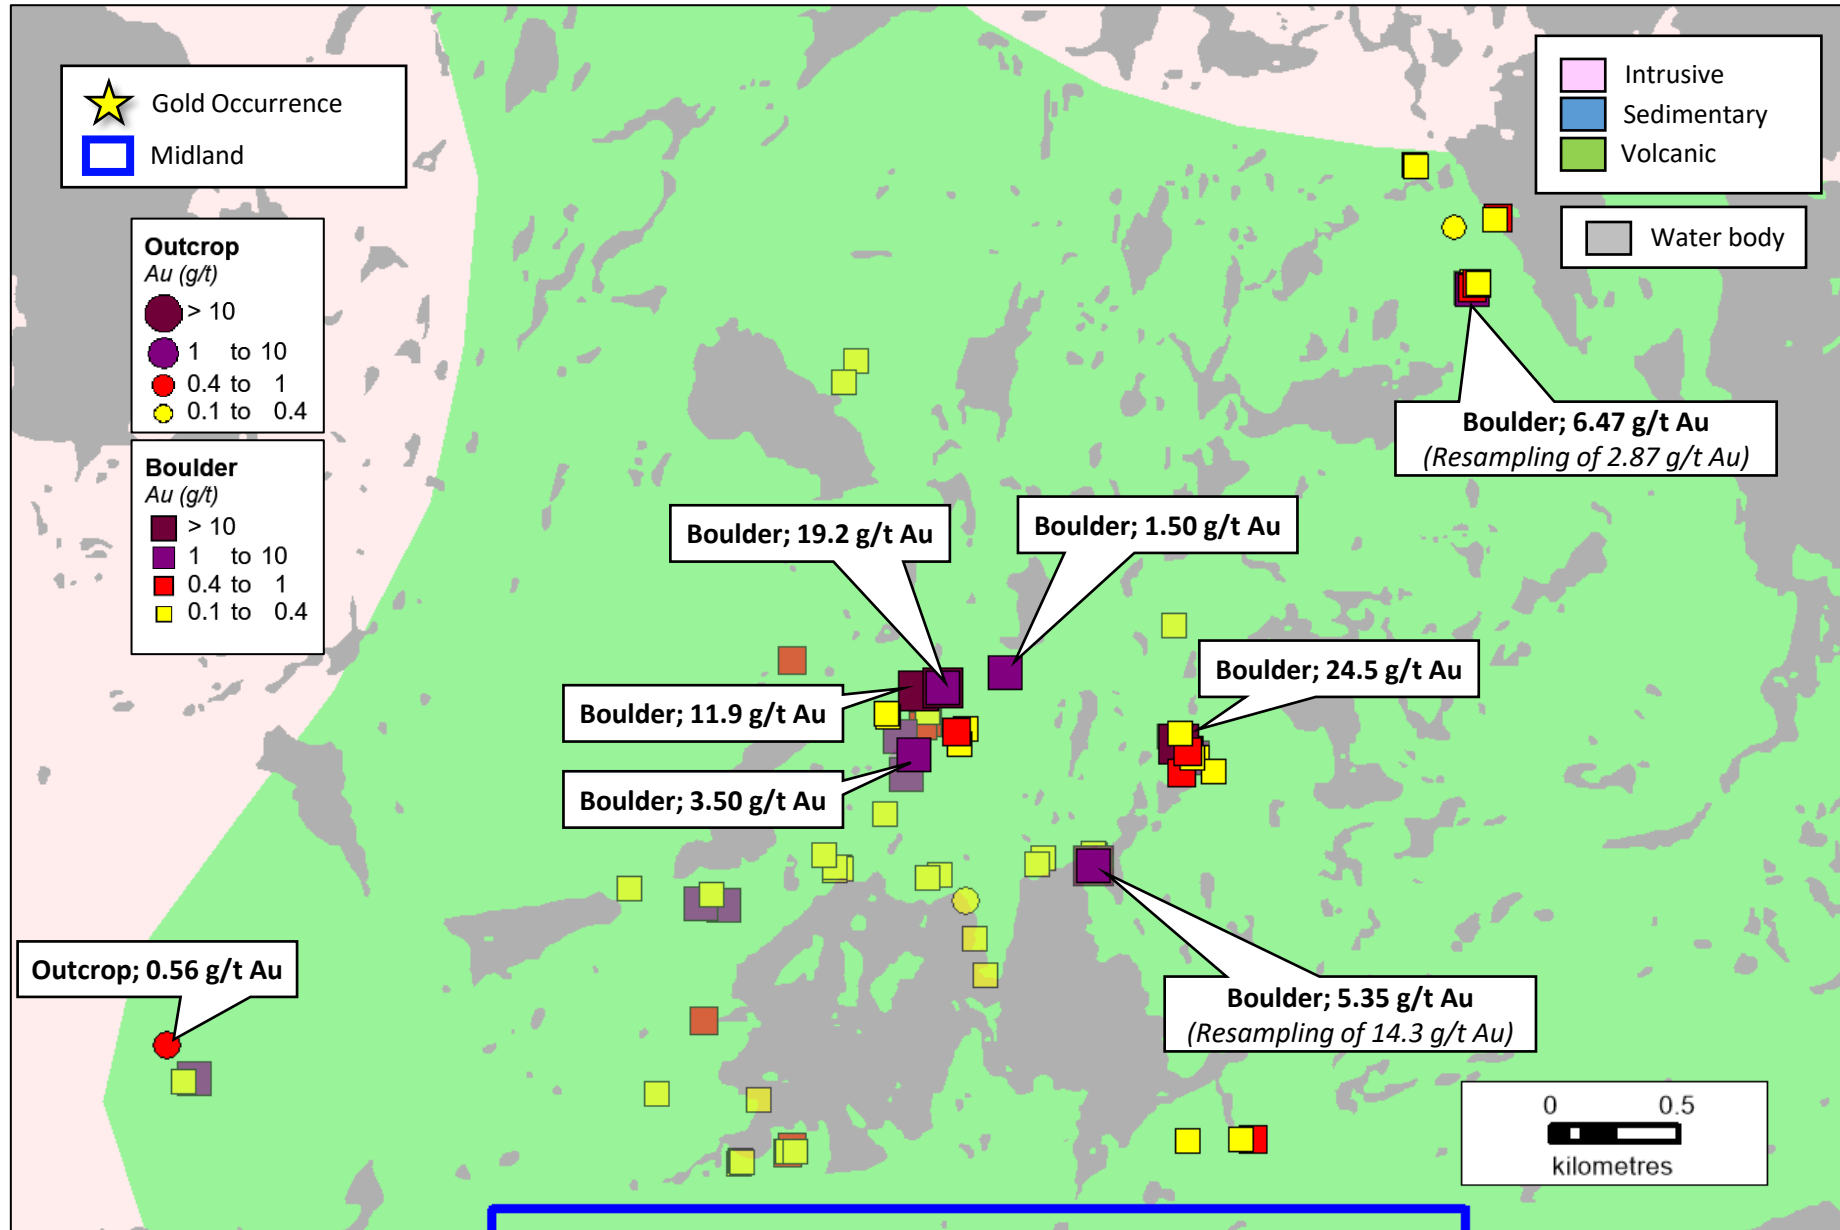 Gold Occurrence
Midland
Outcrop
Au (g/t)
> 10
1 to 10
0.4 to 1
0.1 to 0.4
Boulder
Au (g/t)
> 10
1 to 10
0.4 to 1
0.1 to 0.4
Intrusive
Sedimentary
Volcanic
Water body
Boulder; 6.47 g/t Au
(Resampling of 2.87 g/t Au)
Boulder; 19.2 g/t Au
Boulder; 1.50 g/t Au
Boulder; 24.5 g/t Au
Boulder; 11.9 g/t Au
Boulder; 3.50 g/t Au
Outcrop; 0.56 g/t Au
Boulder; 5.35 g/t Au
(Resampling of 14.3 g/t Au)
0 0.5
kilometres